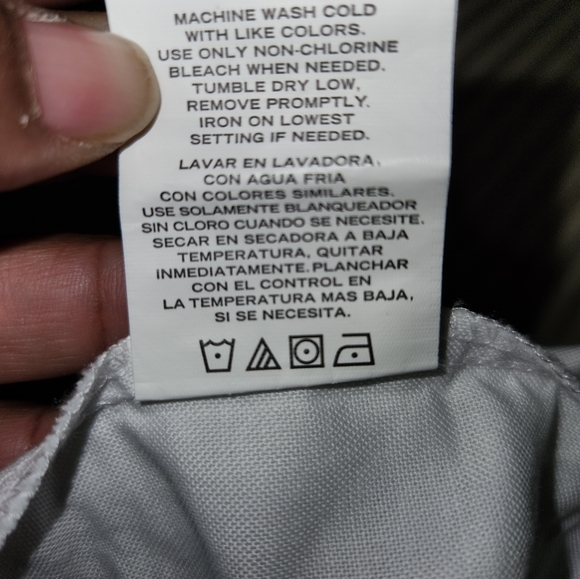 MACHINE WASH COLD
WITH LIKE COLORS.
USE ONLY NON-CHLORINE
BLEACH WHEN NEEDED.
TUMBLE DRY LOW,
REMOVE PROMPTLY.
IRON ON LOWEST
SETTING IF NEEDED.
LAVAR EN LAVADORA,
CON AGUA FRIA
CON COLORES SIMILARES.
USE SOLAMENTE BLANQUEADOR
SIN CLORO CUANDO SE NECESITE.
SECAR EN SECADORA A BAJA
TEMPERATURA, QUITAR
INMEDIATAMENTE. PLANCHAR
CON EL CONTROL EN
LA TEMPERATURA MAS BAJA,
SI SE NECESITA.